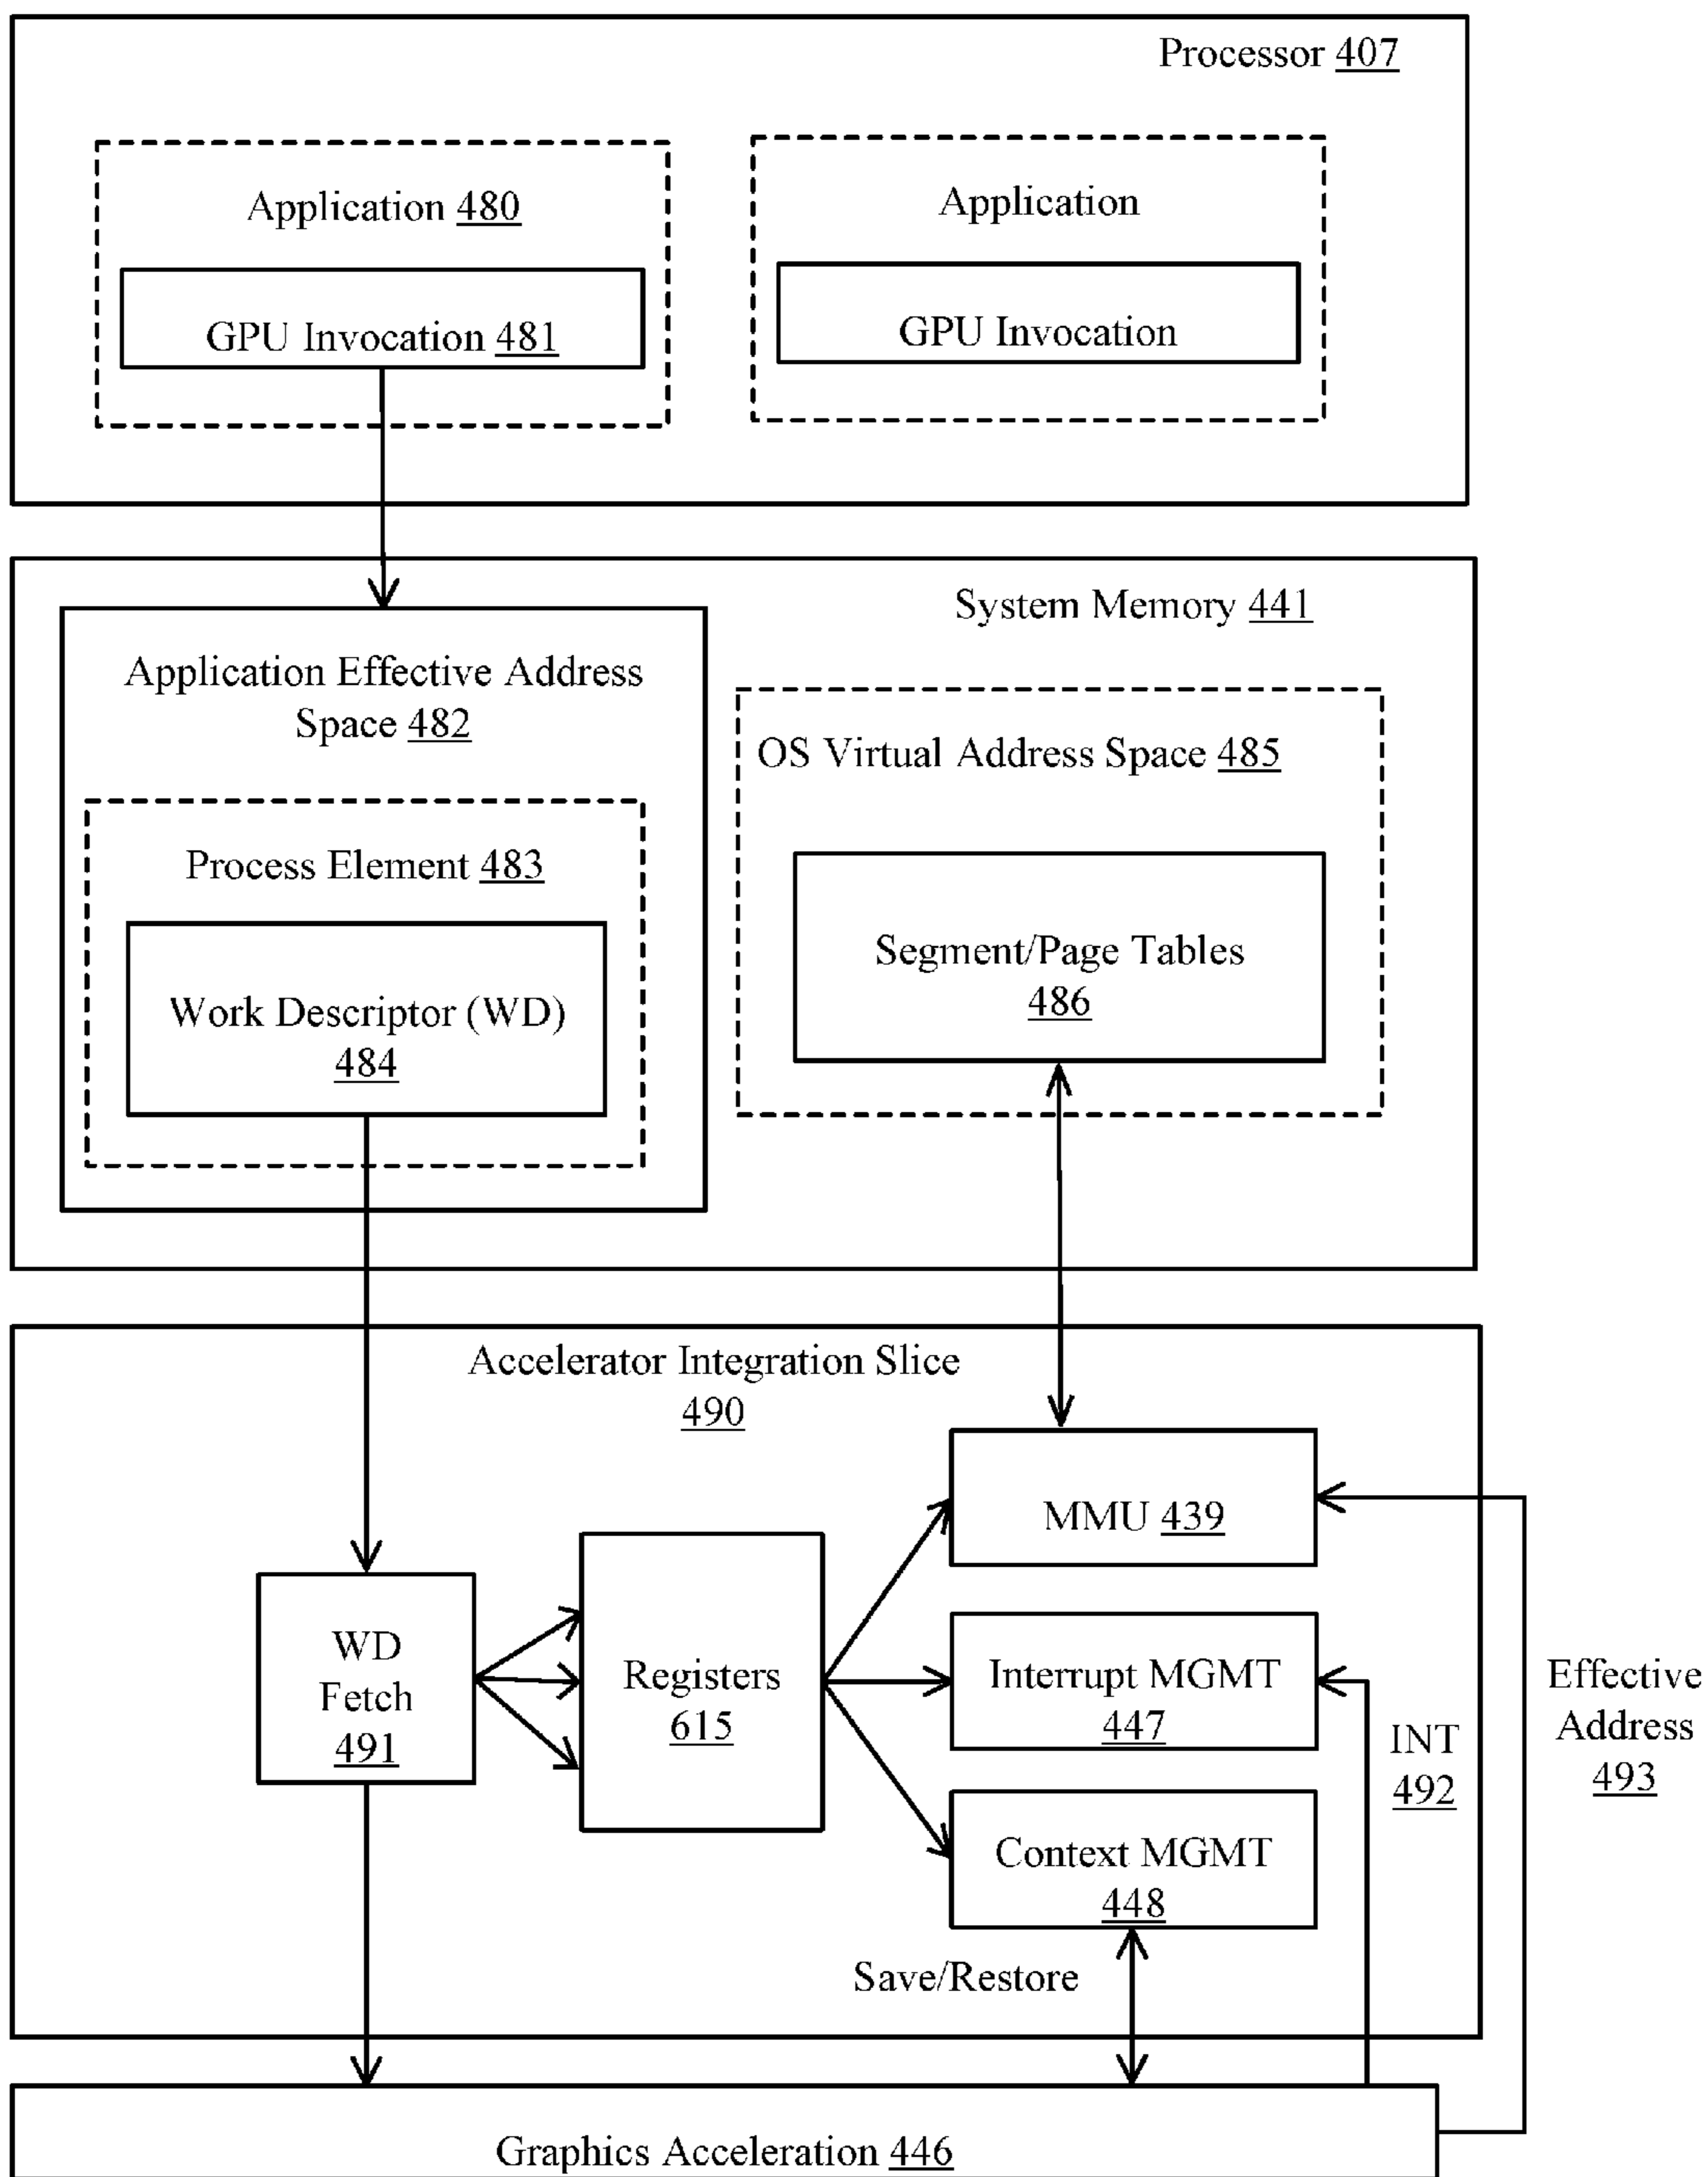 Processor 407
Application 480
GPU Invocation 481
Application
GPU Invocation
System Memory 441
Application Effective Address
Space 482
Process Element 483
Work Descriptor (WD)
484
OS Virtual Address Space 485
Segment/Page Tables
486
Accelerator Integration Slice
490
WD
Fetch
491
Registers
615
MMU 439
Interrupt MGMT
447
Context MGMT
448
Save/Restore
INT
492
Effective
Address
493
Graphics Acceleration 446